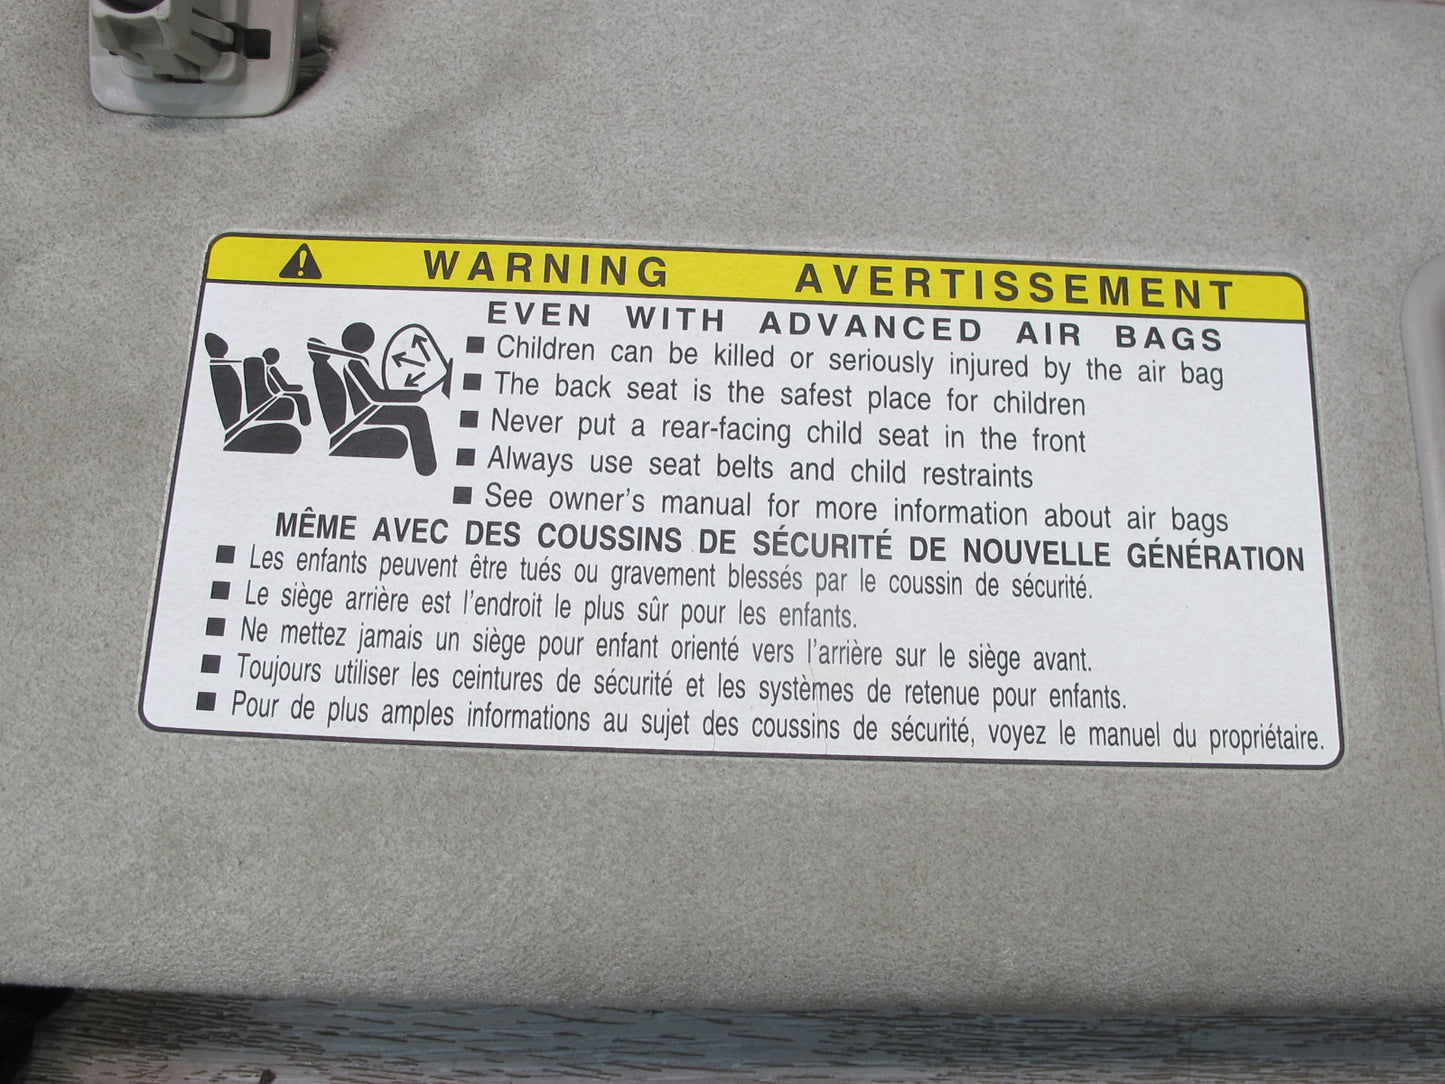 WARNING AVERTISSEMENT
EVEN WITH ADVANCED AIR BAGS
■ Children can be killed or seriously injured by the air bag
■ The back seat is the safest place for children
■ Never put a rear-facing child seat in the front
■ Always use seat belts and child restraints
■ See owner's manual for more information about air bags
MÊME AVEC DES COUSSINS DE SÉCURITÉ DE NOUVELLE GÉNÉRATION
■ Les enfants peuvent être tués ou gravement blessés par le coussin de sécurité.
■ Le siège arrière est l'endroit le plus sûr pour les enfants.
■ Ne mettez jamais un siège pour enfant orienté vers l'arrière sur le siège avant.
■ Toujours utiliser les ceintures de sécurité et les systèmes de retenue pour enfants.
■ Pour de plus amples informations au sujet des coussins de sécurité, voyez le manuel du propriétaire.